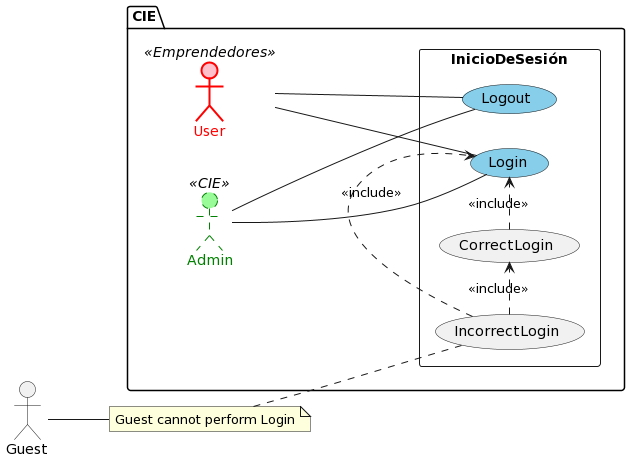 CIE
«Emprendedores»
User
InicioDeSesión
Logout
Login
«include»
«CIE»
Admin
«include»
CorrectLogin
«include»
IncorrectLogin
Guest cannot perform Login
Guest